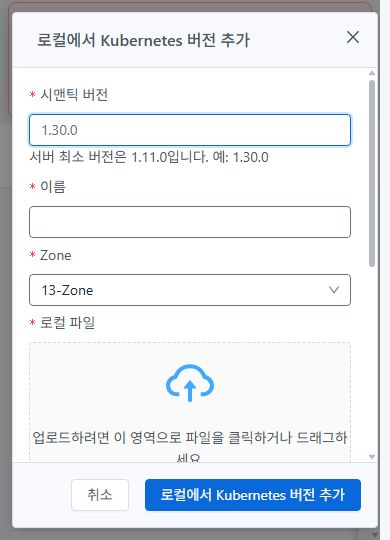 로컬에서 Kubernetes 버전 추가
* 시맨틱 버전
1.30.0
서버 최소 버전은 1.11.0입니다. 예: 1.30.0
* 이름
* Zone
13-Zone
* 로컬 파일
업로드하려면 이 영역으로 파일을 클릭하거나 드래그하
세요
취소
로컬에서 Kubernetes 버전 추가